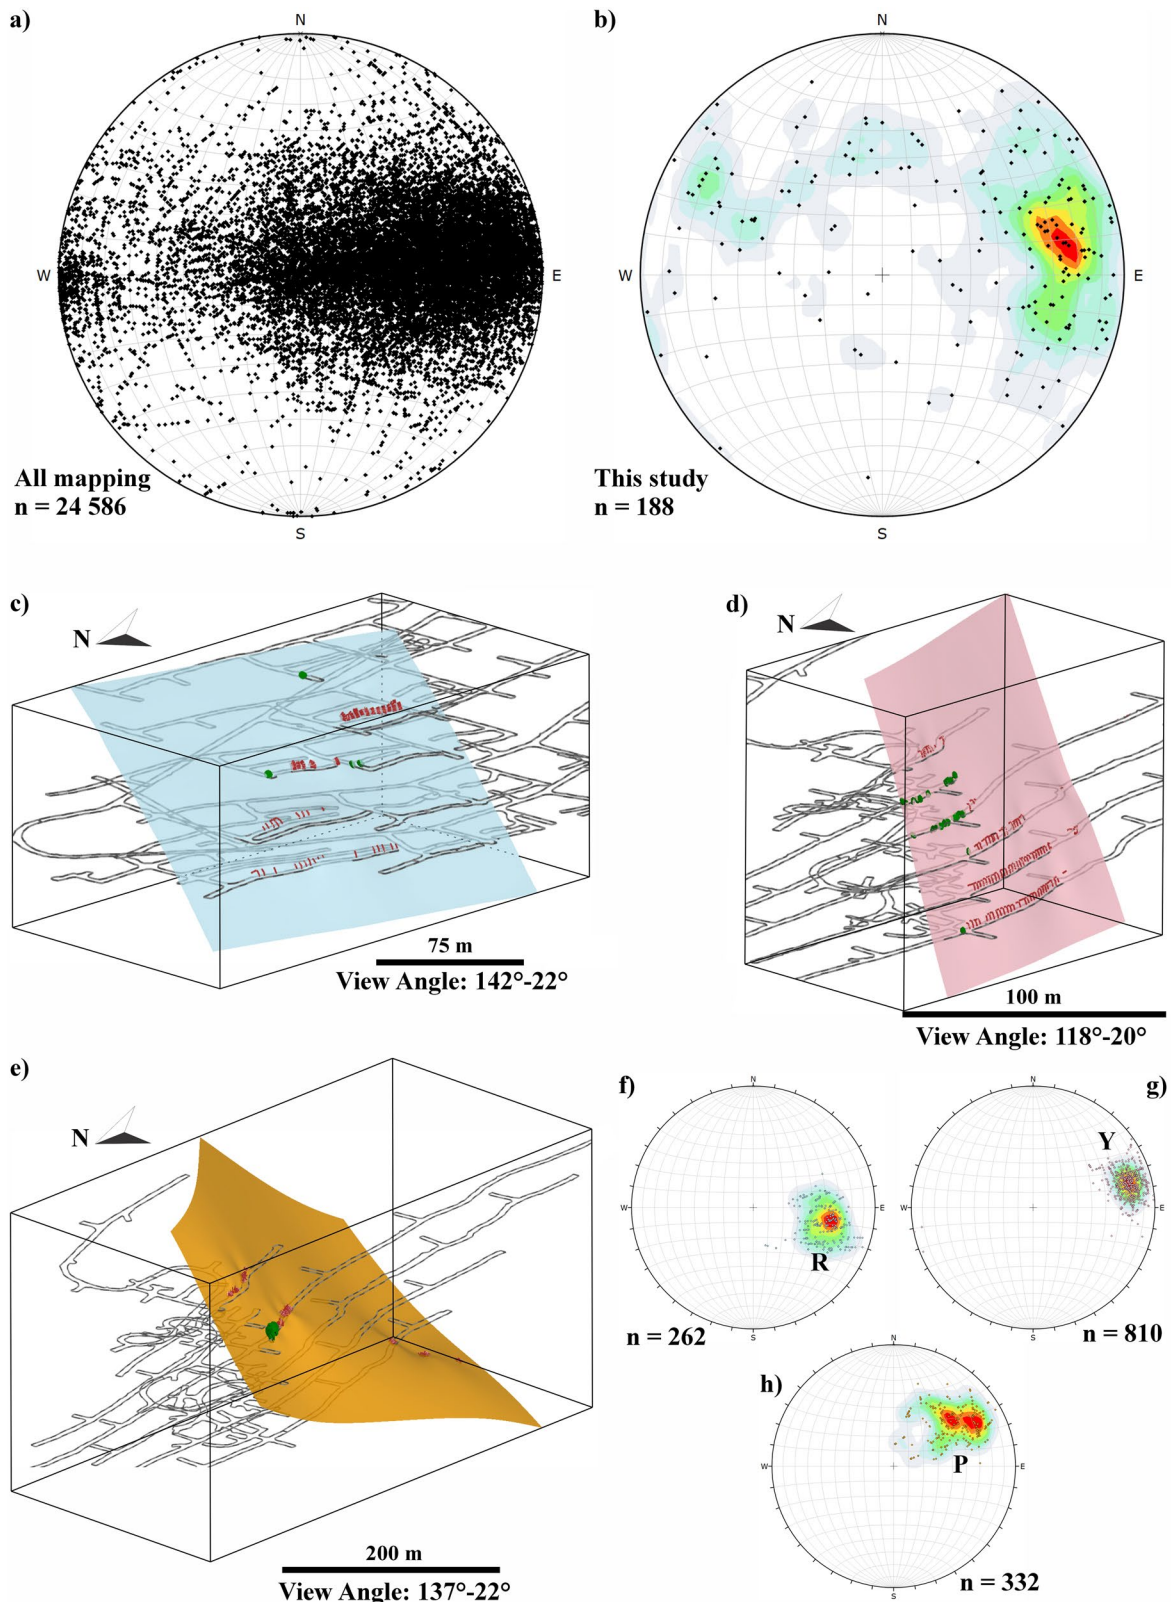 a)
N
W
E
S
All mapping
n = 24 586
b)
N
W
E
S
This study
n = 188
c)
N
75 m
View Angle: 142°-22°
d)
N
100 m
View Angle: 118°-20°
e)
N
200 m
View Angle: 137°-22°
f)
N
W
E
S
R
n = 262
g)
N
W
E
S
Y
n = 810
h)
N
W
E
S
P
n = 332